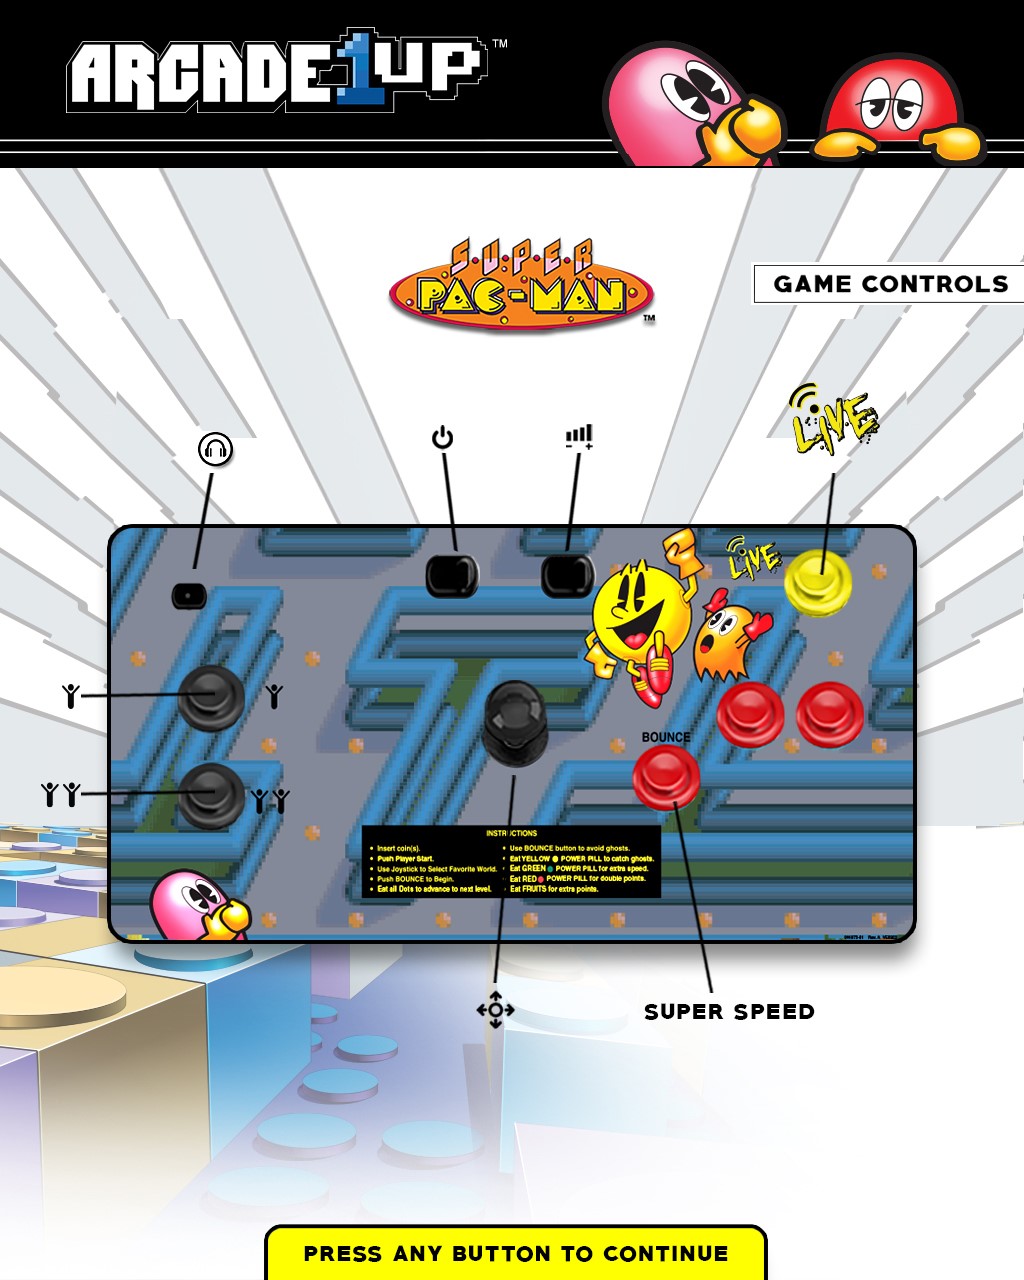 ARCADE1UP™
SUPER
PAC-MAN™
GAME CONTROLS
LIVE
LIVE
BOUNCE
INSTRUCTIONS
• Insert coin(s).
• Push Player Start.
• Use Joystick to Select Favorite World.
• Push BOUNCE to Begin.
• Eat all Dots to advance to next level.
• Use BOUNCE button to avoid ghosts.
• Eat YELLOW POWER PILL to catch ghosts.
• Eat GREEN POWER PILL for extra speed.
• Eat RED POWER PILL for double points.
• Eat FRUITS for extra points.
SUPER SPEED
PRESS ANY BUTTON TO CONTINUE